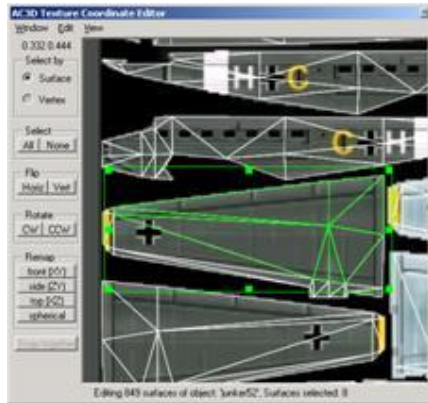 AC3D Texture Coordinate Editor
Window Edit View
0.332 0.444
Select by
Surface
Vertex
Select
All None
Flip
Horiz Vert
Rotate
CW CCW
Remap
front (XY)
side (ZY)
top (XZ)
spherical
Snap together
H C
C H
Editing 849 surfaces of object: 'junker52', Surfaces selected: 8